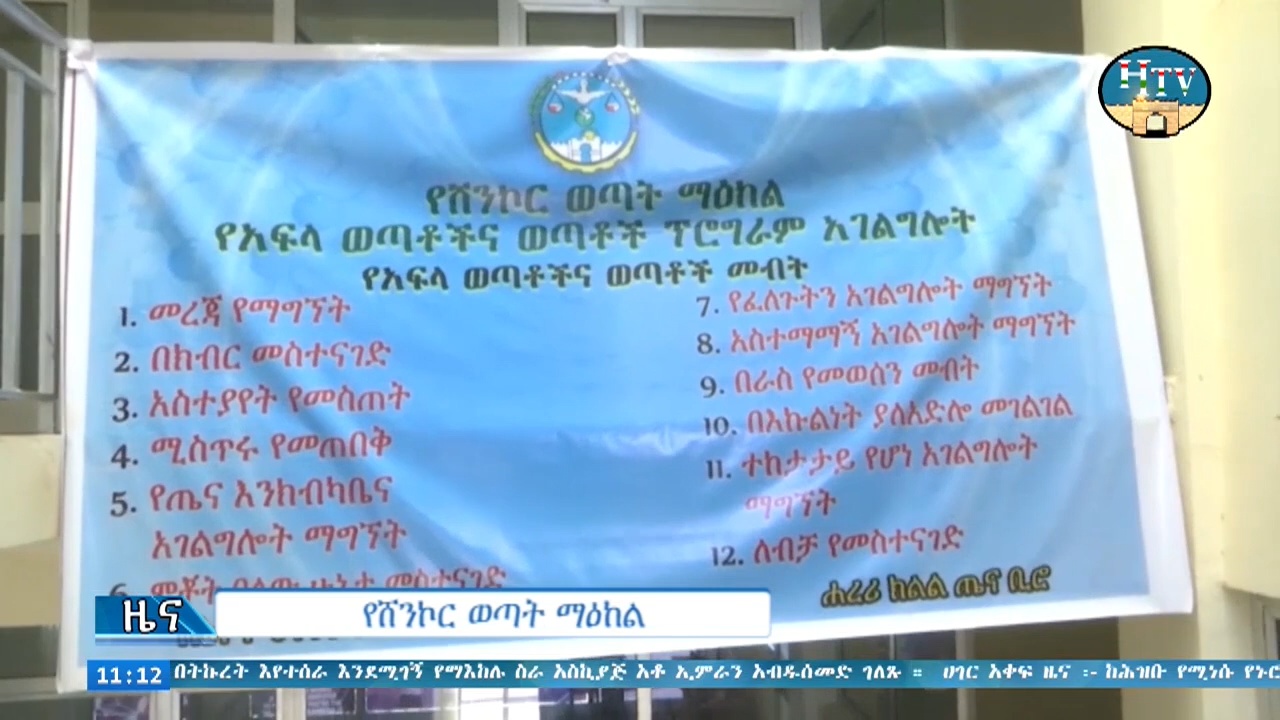 HTV
የሸንኮር ወጣት ማዕከል
የአፍላ ወጣቶችና ወጣቶች ፕሮግራም አገልግሎት
የአፍላ ወጣቶችና ወጣቶች መብት
1. መረጃ የማግኘት
2. በክብር መስተናገድ
3. አስተያየት የመስጠት
4. ሚስጥሩ የመጠበቅ
5. የጤና እንክብካቤና
አገልግሎት ማግኘት
6. መስተናገድ
7. የፈለጉትን አገልግሎት ማግኘት
8. አስተማማኝ አገልግሎት ማግኘት
9. በራስ የመወሰን መብት
10. በእኩልነት ያለአድሎ መገልገል
11. ተከታታይ የሆነ አገልግሎት
ማግኘት
12. ለብቻ የመስተናገድ
ሐረሪ ክልል ጤና ቢሮ
ዜና
የሸንኮር ወጣት ማዕከል
11:12 በትኩረት እየተሰራ እንደሚገኝ የማእከሉ ስራ አስኪያጅ አቶ ኢምራን አብዱሰመድ ገለጹ ። ሀገር አቀፍ ዜና ፦ ከሕዝቡ የሚነሱ የኑር